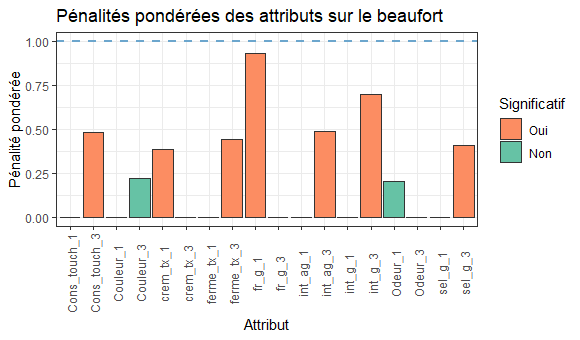 Pénalités pondérées des attributs sur le beaufort
Pénalité pondérée
1.00
0.75
0.50
0.25
0.00
Cons_touch_1
Cons_touch_3
Couleur_1
Couleur_3
crem_tx_1
crem_tx_3
ferme_tx_1
ferme_tx_3
fr_g_1
fr_g_3
int_ag_1
int_ag_3
int_g_1
int_g_3
Odeur_1
Odeur_3
sel_g_1
sel_g_3
Attribut
Significatif
Oui
Non